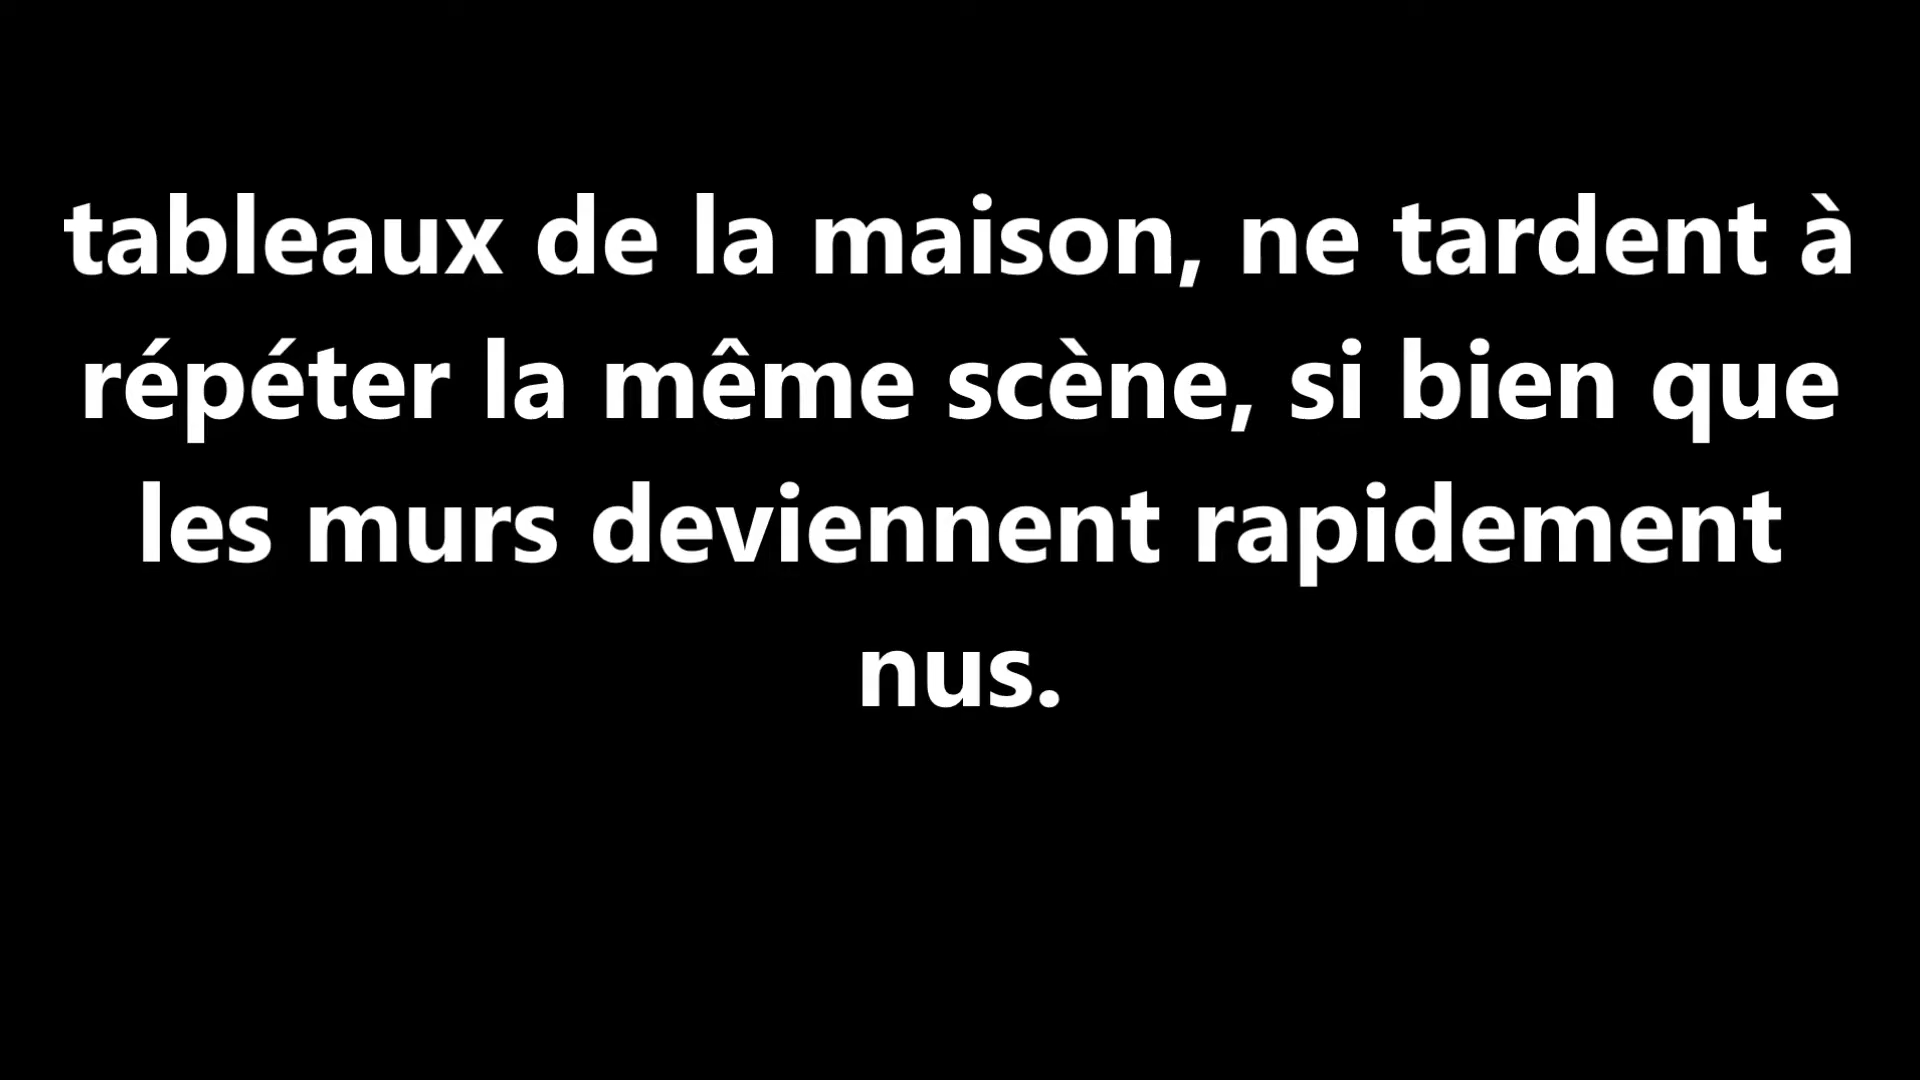 tableaux de la maison, ne tardent à
répéter la même scène, si bien que
les murs deviennent rapidement
nus.